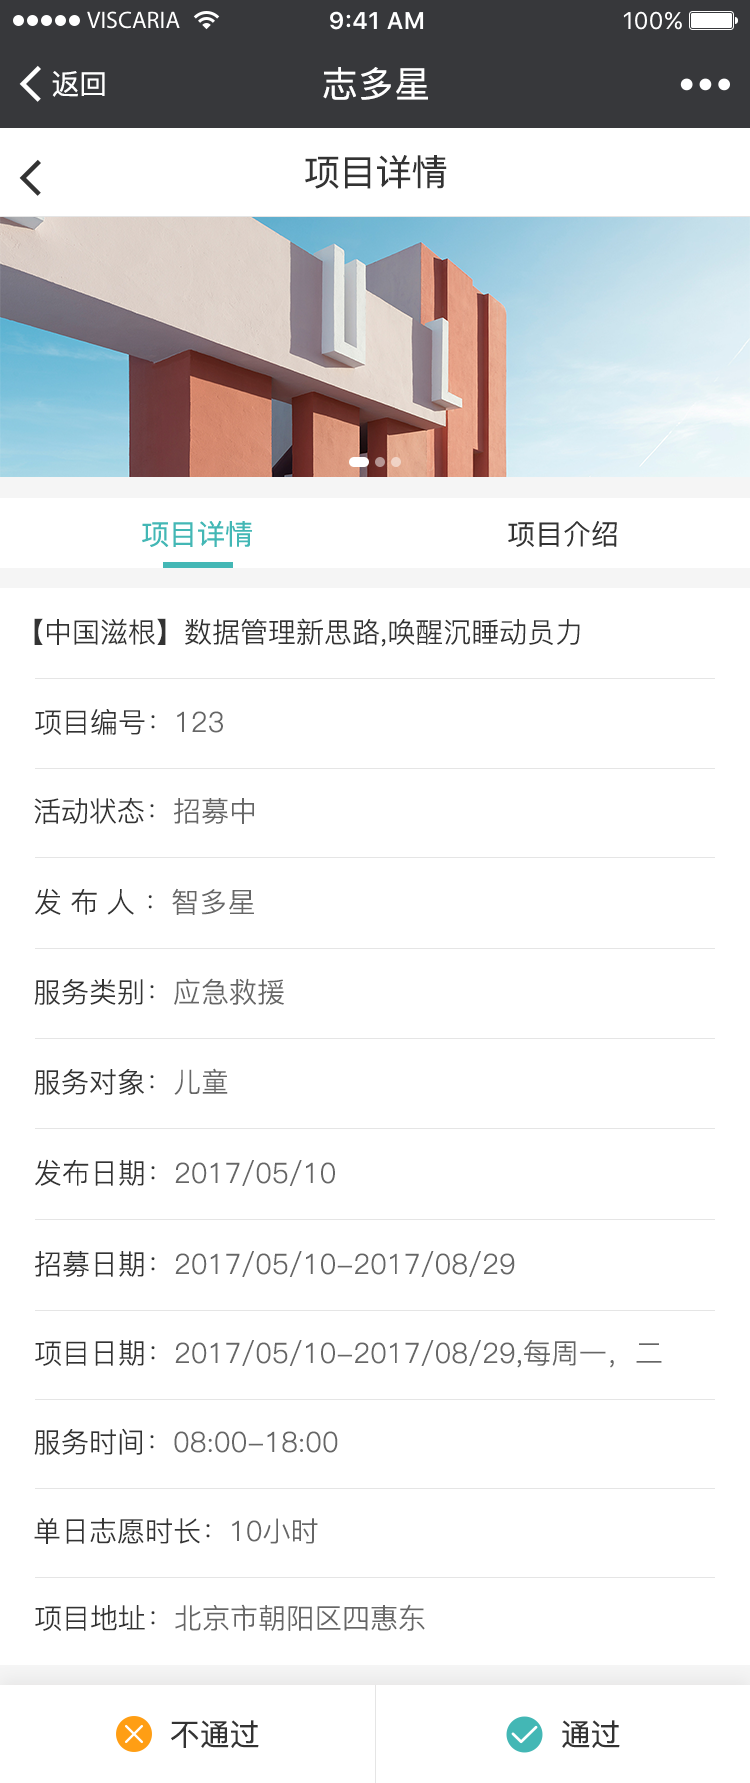 VISCARIA 9:41 AM 100%
返回 志多星
项目详情
项目详情 项目介绍
【中国滋根】数据管理新思路,唤醒沉睡动员力
项目编号：123
活动状态：招募中
发 布 人 ：智多星
服务类别：应急救援
服务对象：儿童
发布日期：2017/05/10
招募日期：2017/05/10-2017/08/29
项目日期：2017/05/10-2017/08/29,每周一，二
服务时间：08:00-18:00
单日志愿时长：10小时
项目地址：北京市朝阳区四惠东
不通过 通过